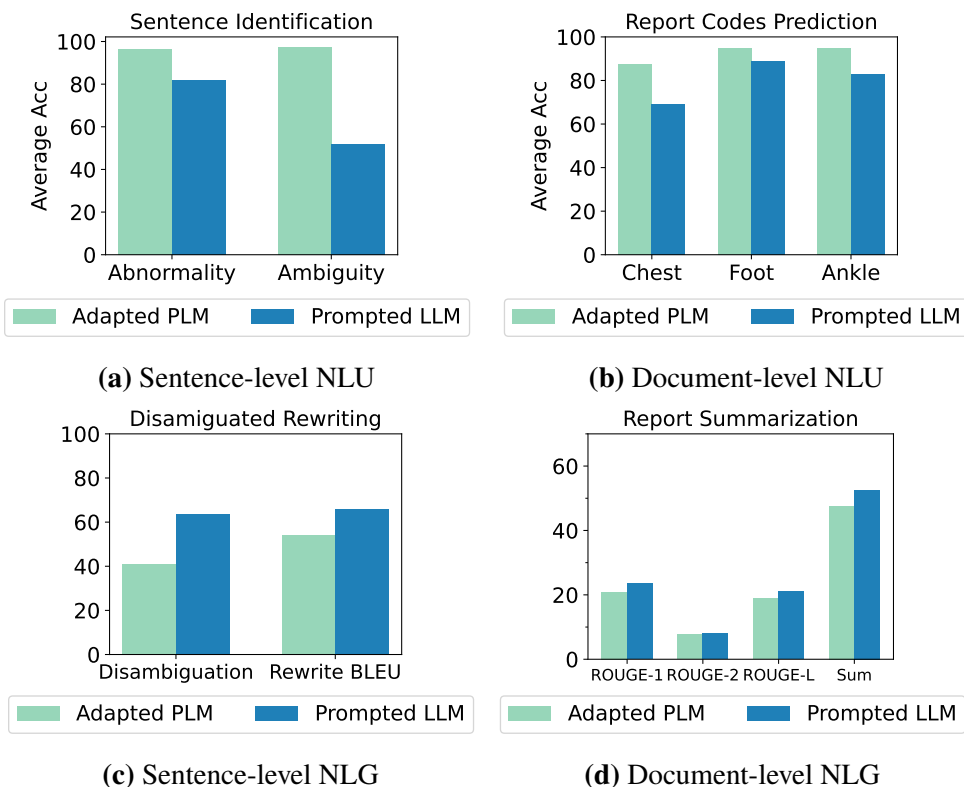 Sentence Identification
Average Acc
100
80
60
40
20
0
Abnormality Ambiguity
Adapted PLM Prompted LLM
(a) Sentence-level NLU
Report Codes Prediction
Average Acc
100
80
60
40
20
0
Chest Foot Ankle
Adapted PLM Prompted LLM
(b) Document-level NLU
Disamiguated Rewriting
100
80
60
40
20
0
Disambiguation Rewrite BLEU
Adapted PLM Prompted LLM
(c) Sentence-level NLG
Report Summarization
60
40
20
0
ROUGE-1 ROUGE-2 ROUGE-L Sum
Adapted PLM Prompted LLM
(d) Document-level NLG